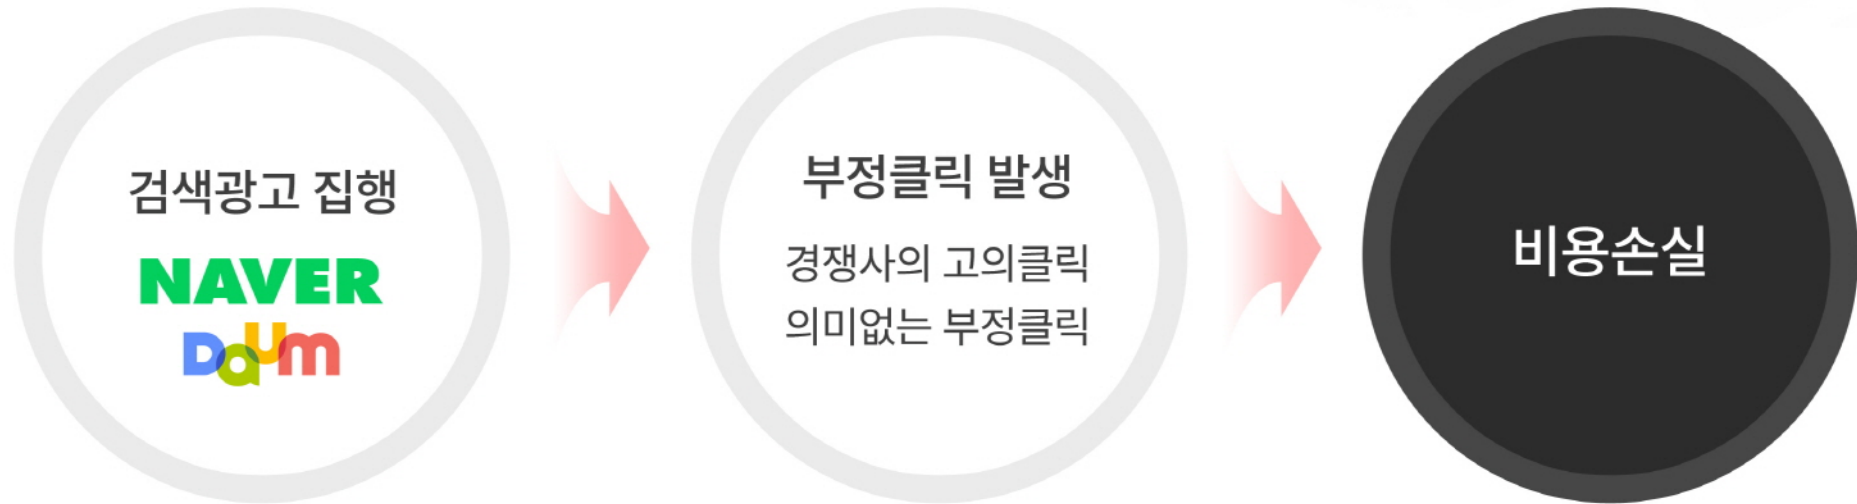 검색광고 집행
NAVER
Daum
부정클릭 발생
경쟁사의 고의클릭
의미없는 부정클릭
비용손실